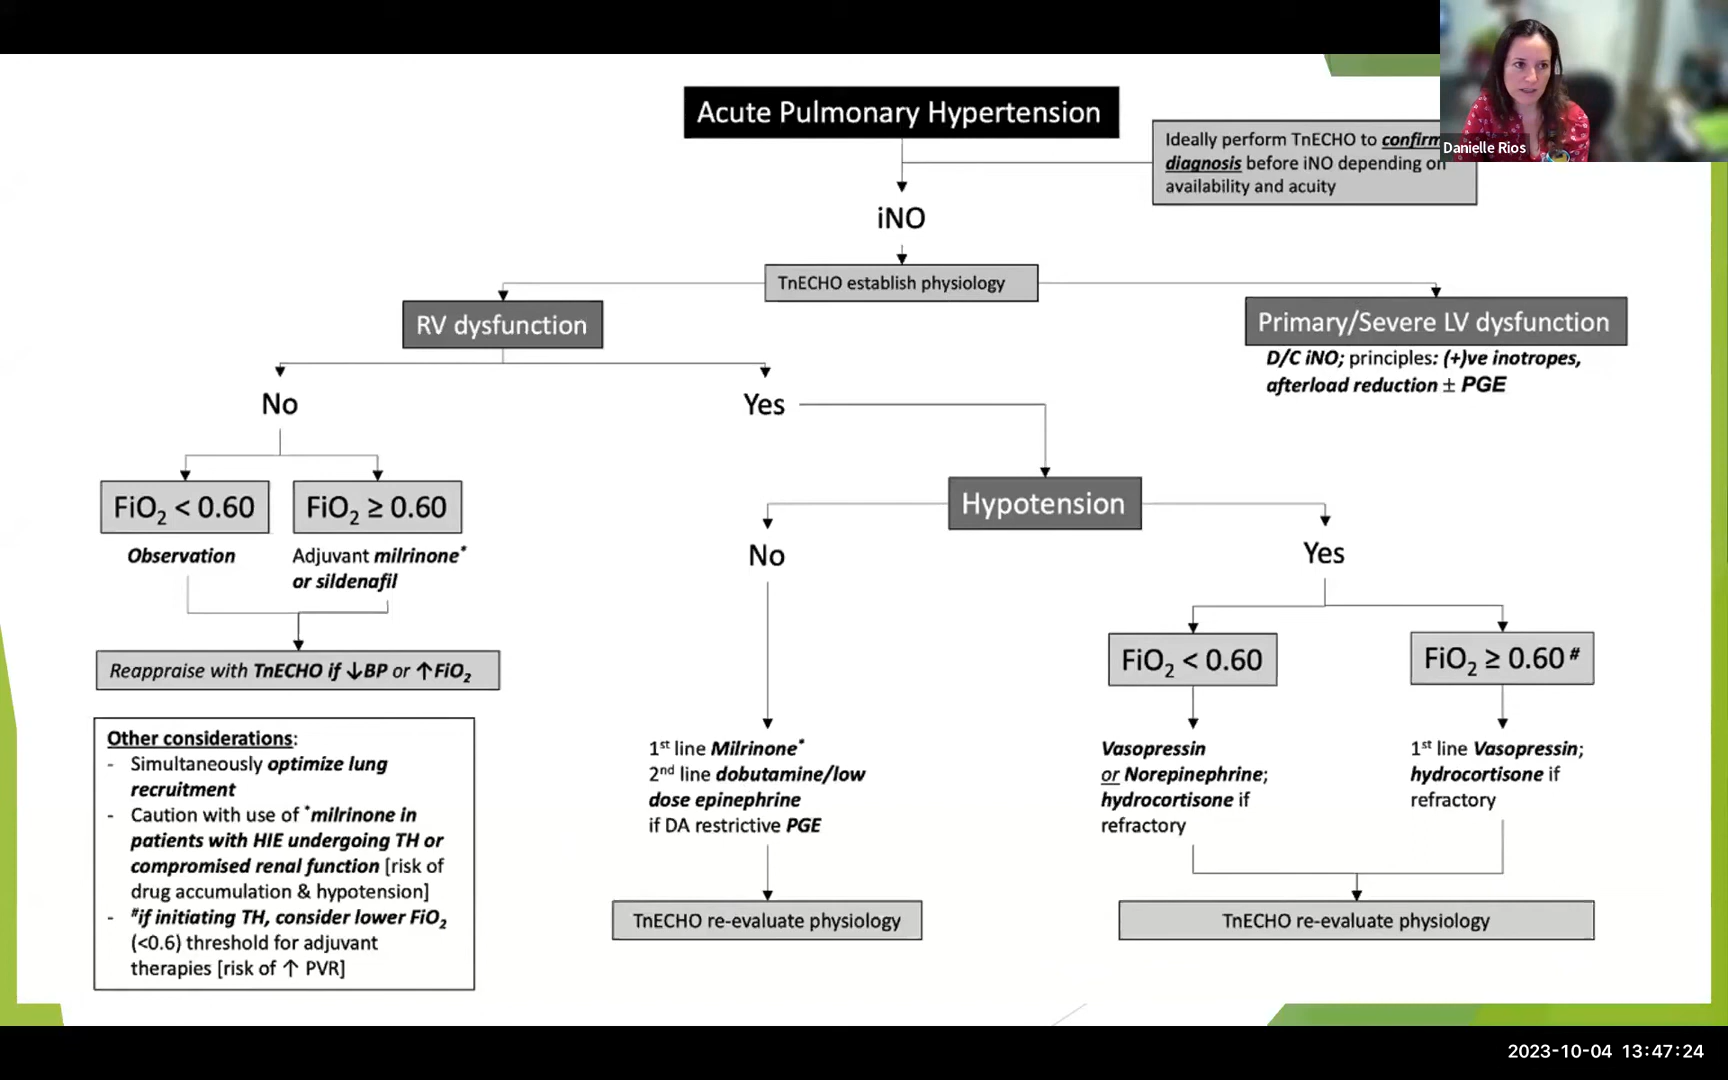 Acute Pulmonary Hypertension
Ideally perform TnECHO to confirm
diagnosis before iNO depending on
availability and acuity
Danielle Rios
iNO
TnECHO establish physiology
RV dysfunction
Primary/Severe LV dysfunction
D/C iNO; principles: (+)ve inotropes,
afterload reduction ± PGE
No
Yes
FiO₂ < 0.60
FiO₂ ≥ 0.60
Observation
Adjuvant milrinone*
or sildenafil
Reappraise with TnECHO if ↓BP or ↑FiO₂
Hypotension
No
Yes
FiO₂ < 0.60
FiO₂ ≥ 0.60 #
1st line Milrinone*
2nd line dobutamine/low
dose epinephrine
if DA restrictive PGE
Vasopressin
or Norepinephrine;
hydrocortisone if
refractory
1st line Vasopressin;
hydrocortisone if
refractory
TnECHO re-evaluate physiology
TnECHO re-evaluate physiology
Other considerations:
- Simultaneously optimize lung
recruitment
- Caution with use of *milrinone in
patients with HIE undergoing TH or
compromised renal function [risk of
drug accumulation & hypotension]
- #if initiating TH, consider lower FiO₂
(<0.6) threshold for adjuvant
therapies [risk of ↑ PVR]
2023-10-04 13:47:24